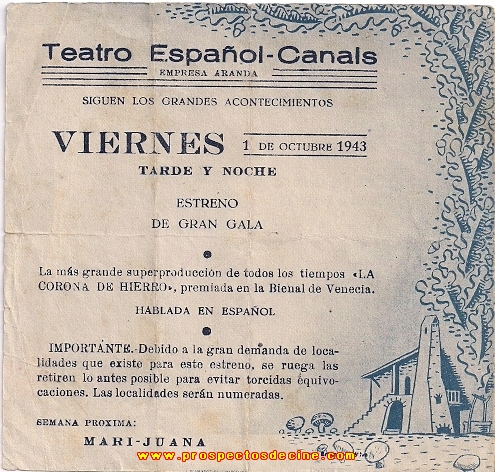 Teatro Español-Canals
EMPRESA ARANDA
SIGUEN LOS GRANDES ACONTECIMIENTOS
VIERNES 1 DE OCTUBRE 1943
TARDE Y NOCHE
ESTRENO
DE GRAN GALA
La más grande superproducción de todos los tiempos «LA
CORONA DE HIERRO», premiada en la Bienal de Venecia.
HABLADA EN ESPAÑOL
IMPORTANTE.-Debido a la gran demanda de loca-
lidades que existe para este estreno, se ruega las
retiren lo antes posible para evitar torcidas equivo-
caciones. Las localidades serán numeradas.
SEMANA PROXIMA:
MARI-JUANA
www.prospectosdecine.com